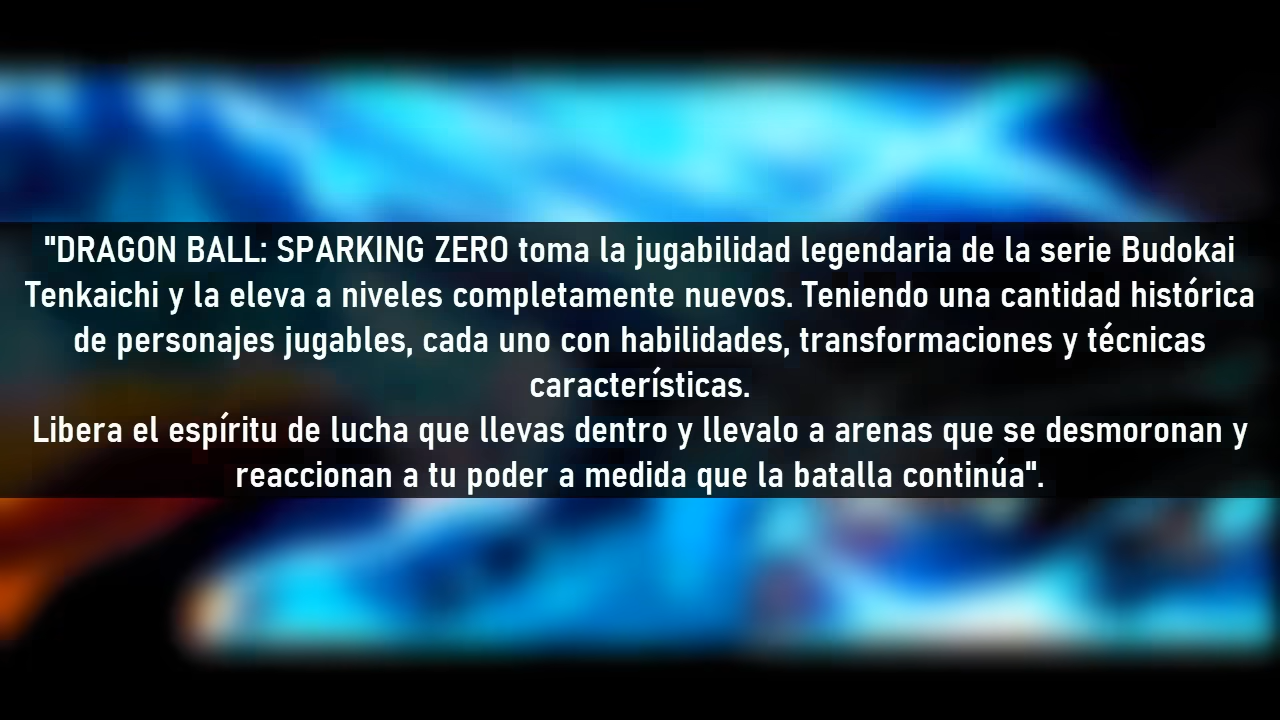 "DRAGON BALL: SPARKING ZERO toma la jugabilidad legendaria de la serie Budokai
Tenkaichi y la eleva a niveles completamente nuevos. Teniendo una cantidad histórica
de personajes jugables, cada uno con habilidades, transformaciones y técnicas
características.
Libera el espíritu de lucha que llevas dentro y llevalo a arenas que se desmoronan y
reaccionan a tu poder a medida que la batalla continúa".